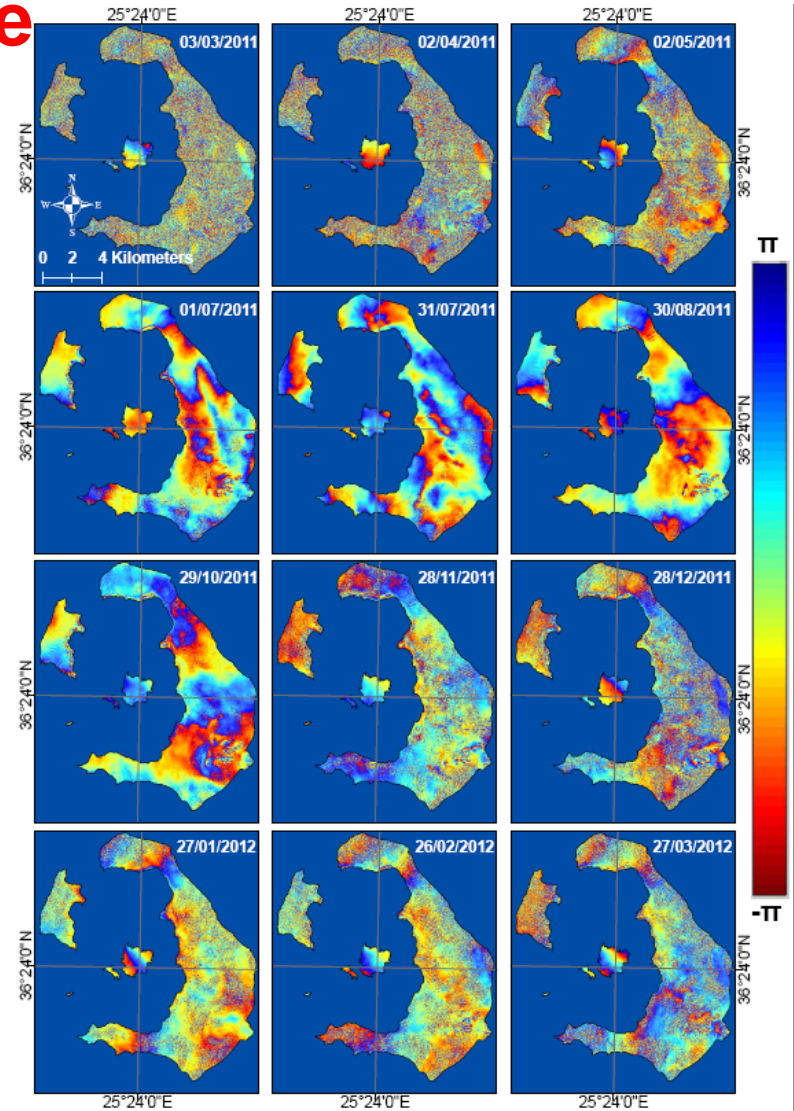 e
25°24'0"E 25°24'0"E
03/03/2011 02/04/2011 02/05/2011
36°24'0"N 36°24'0"N
N
W E
S
0 2 4 Kilometers
π
01/07/2011 31/07/2011 30/08/2011
36°24'0"N 36°24'0"N
29/10/2011 28/11/2011 28/12/2011
36°24'0"N 36°24'0"N
27/01/2012 26/02/2012 27/03/2012
-π
36°24'0"N 36°24'0"N
25°24'0"E 25°24'0"E 25°24'0"E